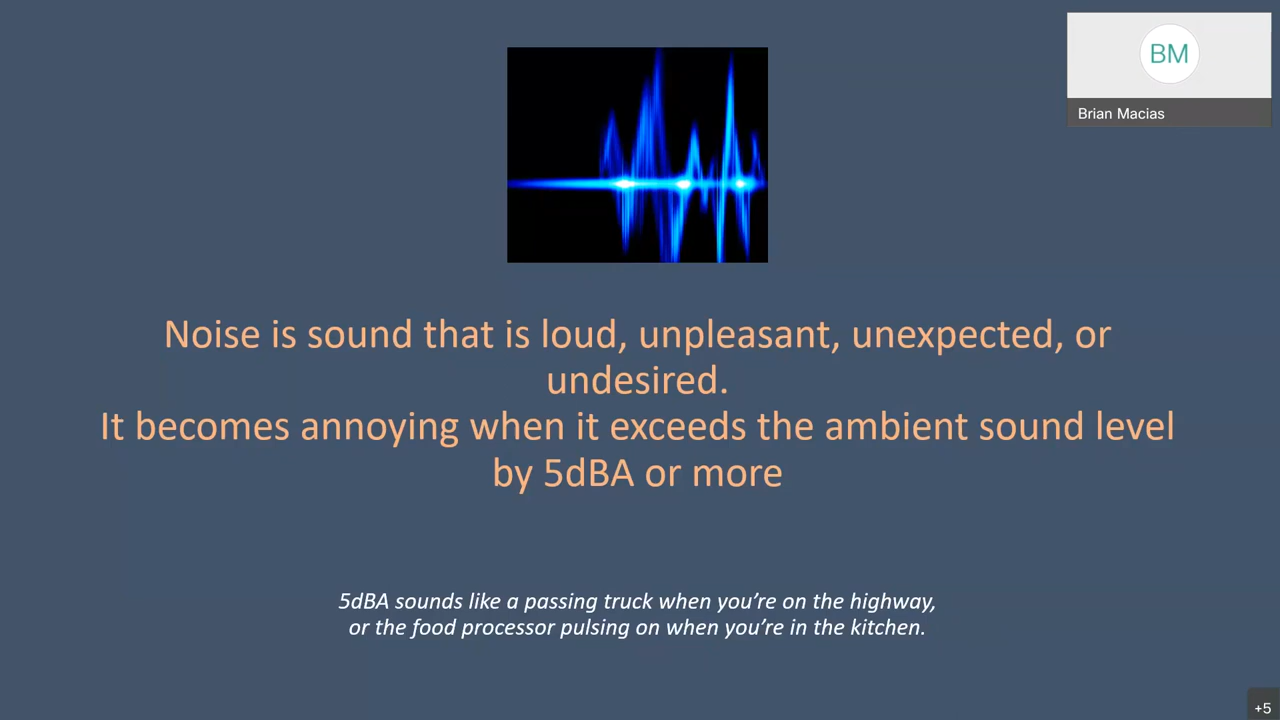 BM
Brian Macias
Noise is sound that is loud, unpleasant, unexpected, or
undesired.
It becomes annoying when it exceeds the ambient sound level
by 5dBA or more
5dBA sounds like a passing truck when you’re on the highway,
or the food processor pulsing on when you’re in the kitchen.
+5